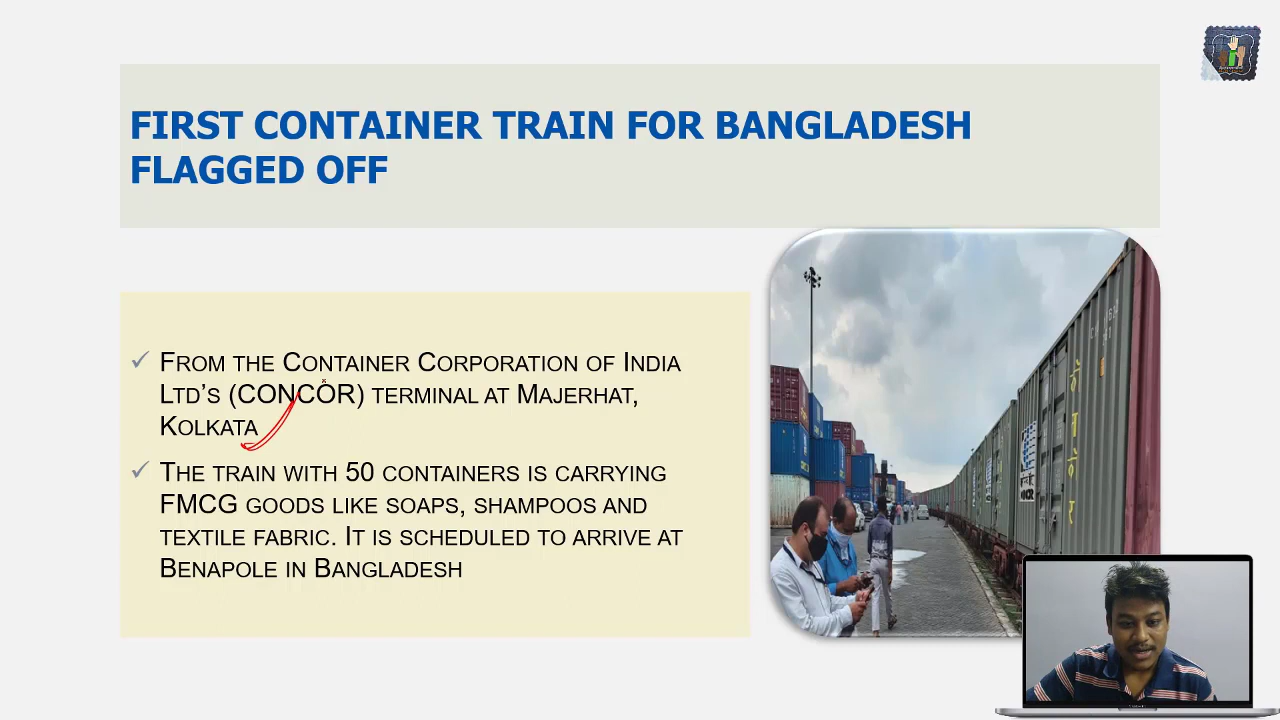 FIRST CONTAINER TRAIN FOR BANGLADESH
FLAGGED OFF
FROM THE CONTAINER CORPORATION OF INDIA
LTD'S (CONCOR) TERMINAL AT MAJERHAT,
KOLKATA
THE TRAIN WITH 50 CONTAINERS IS CARRYING
FMCG GOODS LIKE SOAPS, SHAMPOOS AND
TEXTILE FABRIC. IT IS SCHEDULED TO ARRIVE AT
BENAPOLE IN BANGLADESH